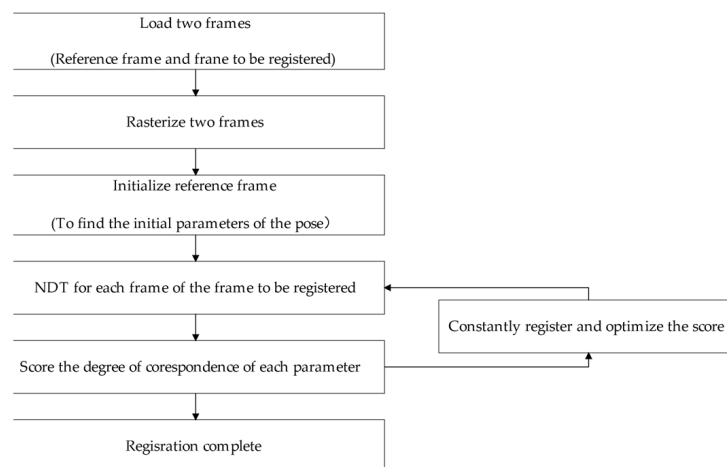 Load two frames
(Reference frame and frane to be registered)
Rasterize two frames
Initialize reference frame
(To find the initial parameters of the pose)
NDT for each frame of the frame to be registered
Constantly register and optimize the score
Score the degree of corespondence of each parameter
Regisration complete